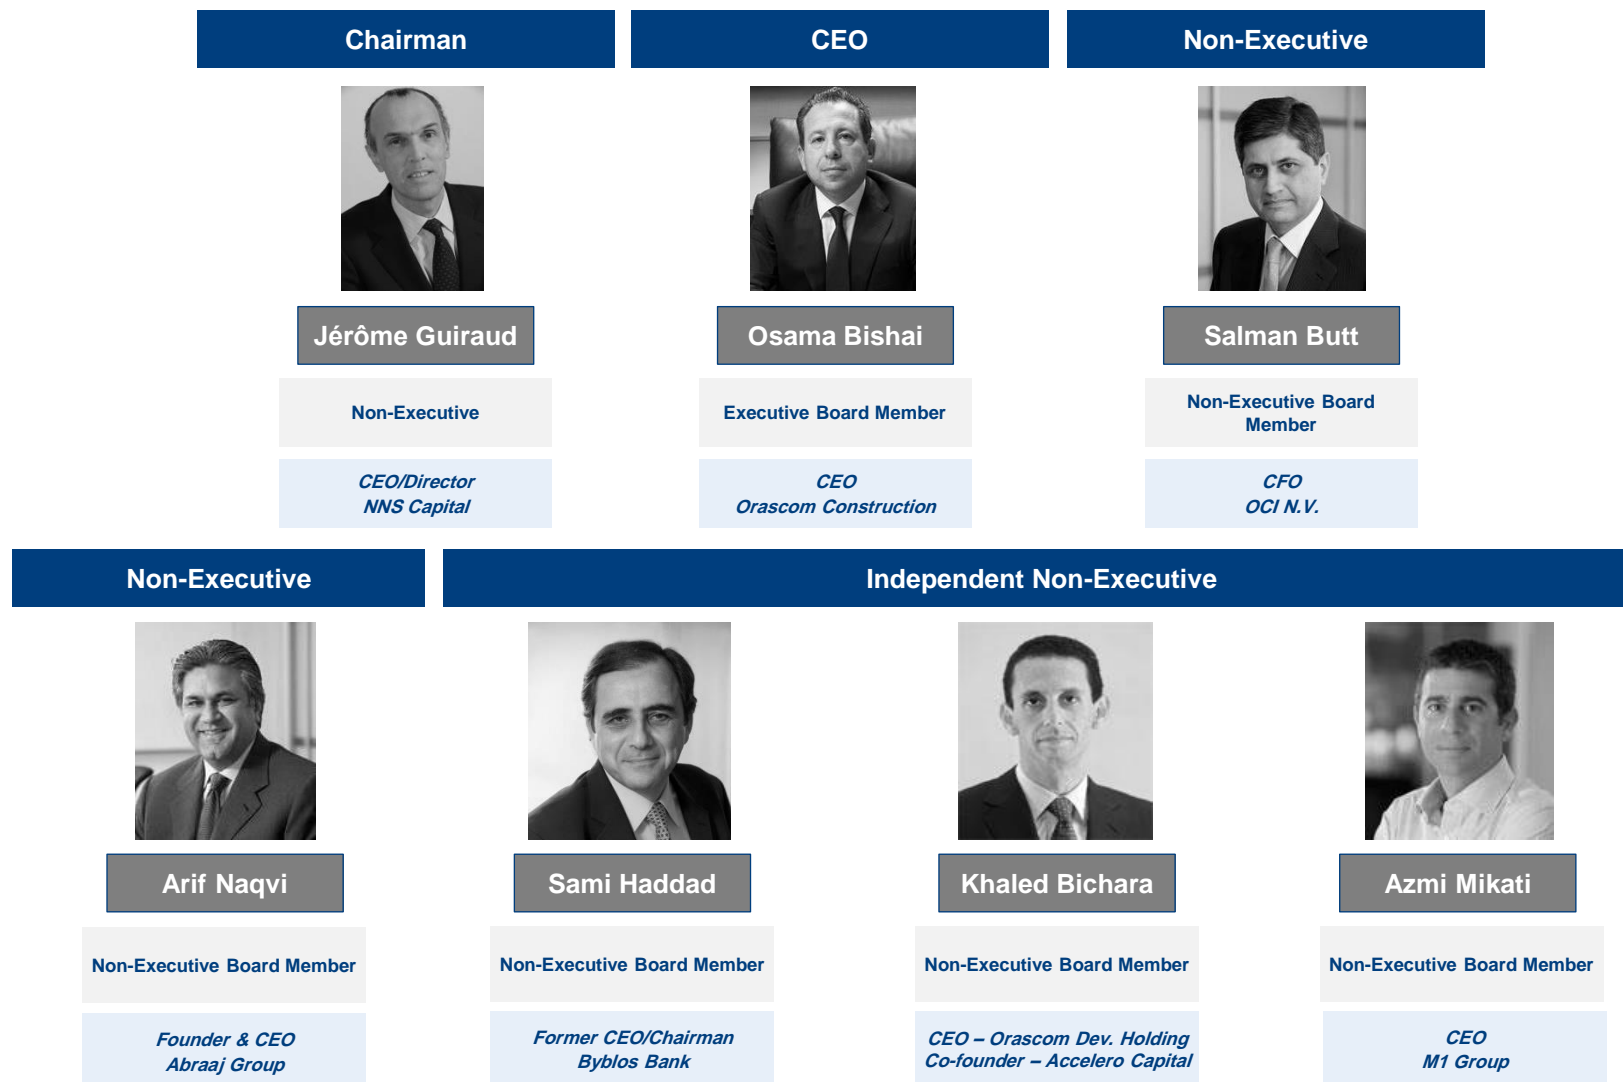 Chairman
CEO
Non-Executive
Jérôme Guiraud
Osama Bishai
Salman Butt
Non-Executive
Executive Board Member
Non-Executive Board
Member
CEO/Director
NNS Capital
CEO
Orascom Construction
CFO
OCI N.V.
Non-Executive
Independent Non-Executive
Arif Naqvi
Sami Haddad
Khaled Bichara
Azmi Mikati
Non-Executive Board Member
Non-Executive Board Member
Non-Executive Board Member
Non-Executive Board Member
Founder & CEO
Abraaj Group
Former CEO/Chairman
Byblos Bank
CEO – Orascom Dev. Holding
Co-founder – Accelero Capital
CEO
M1 Group